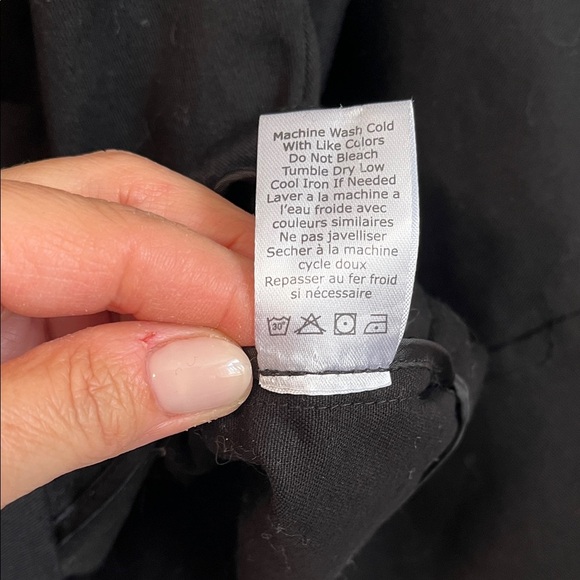 Machine Wash Cold
With Like Colors
Do Not Bleach
Tumble Dry Low
Cool Iron If Needed
Laver a la machine a
l'eau froide avec
couleurs similaires
Ne pas javelliser
Secher à la machine
cycle doux
Repasser au fer froid
si nécessaire
30°